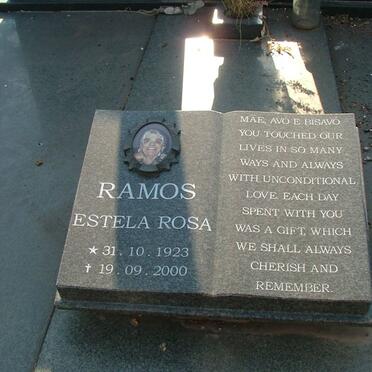 RAMOS
ESTELA ROSA
★ 31. 10. 1923
✝ 19. 09. 2000
MÃE, AVO E BISAVO.
YOU TOUCHED OUR
LIVES IN SO MANY
WAYS AND ALWAYS
WITH UNCONDITIONAL
LOVE. EACH DAY
SPENT WITH YOU
WAS A GIFT, WHICH
WE SHALL ALWAYS
CHERISH AND
REMEMBER.